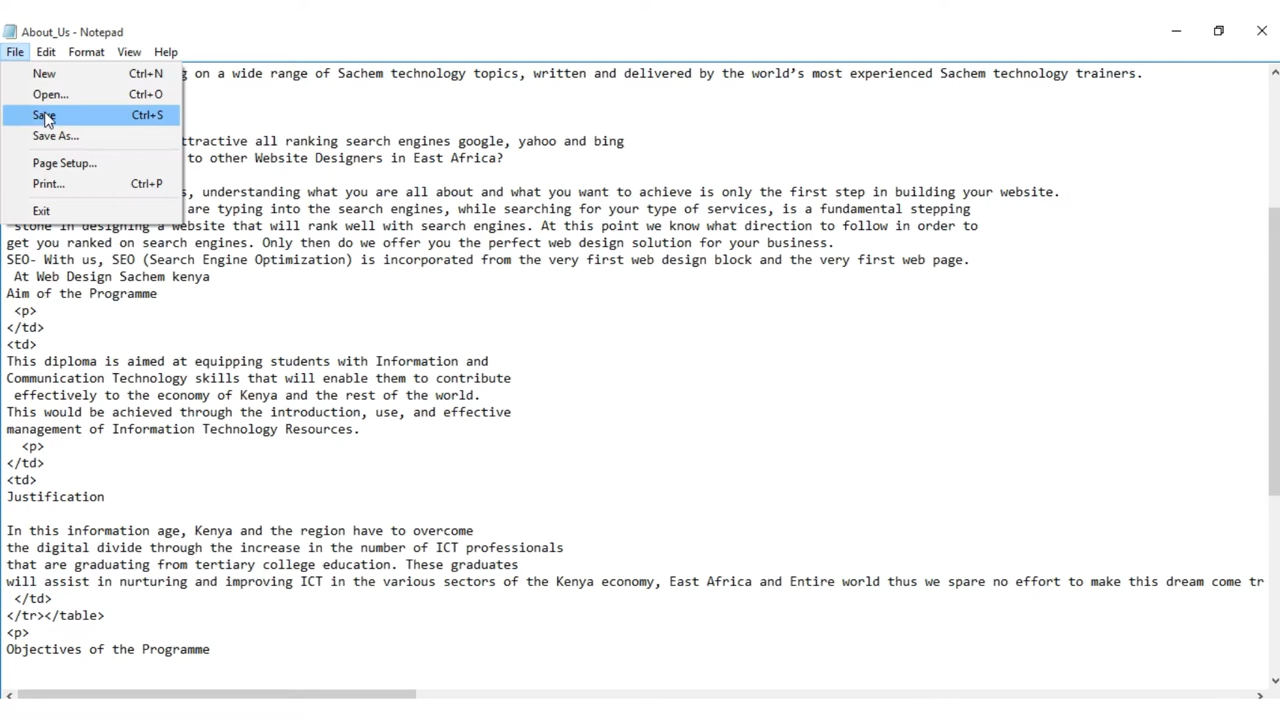 About_Us - Notepad
File Edit Format View Help
New Ctrl+N
Open... Ctrl+O
Save Ctrl+S
Save As...
Page Setup...
Print... Ctrl+P
Exit
on a wide range of Sachem technology topics, written and delivered by the world’s most experienced Sachem technology trainers.
ttractive all ranking search engines google, yahoo and bing
to other Website Designers in East Africa?
, understanding what you are all about and what you want to achieve is only the first step in building your website.
are typing into the search engines, while searching for your type of services, is a fundamental stepping
stone in designing a website that will rank well with search engines. At this point we know what direction to follow in order to
get you ranked on search engines. Only then do we offer you the perfect web design solution for your business.
SEO- With us, SEO (Search Engine Optimization) is incorporated from the very first web design block and the very first web page.
At Web Design Sachem kenya
Aim of the Programme
<p>
</td>
<td>
This diploma is aimed at equipping students with Information and
Communication Technology skills that will enable them to contribute
effectively to the economy of Kenya and the rest of the world.
This would be achieved through the introduction, use, and effective
management of Information Technology Resources.
<p>
</td>
<td>
Justification
In this information age, Kenya and the region have to overcome
the digital divide through the increase in the number of ICT professionals
that are graduating from tertiary college education. These graduates
will assist in nurturing and improving ICT in the various sectors of the Kenya economy, East Africa and Entire world thus we spare no effort to make this dream come tr
</td>
</tr></table>
<p>
Objectives of the Programme